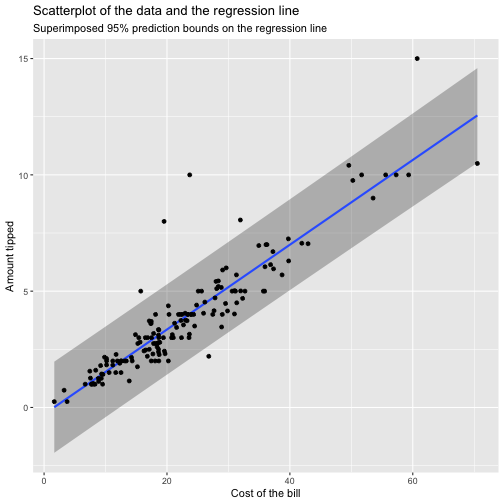 Scatterplot of the data and the regression line
Superimposed 95% prediction bounds on the regression line
15
10
5
0
Amount tipped
0 20 40 60
Cost of the bill